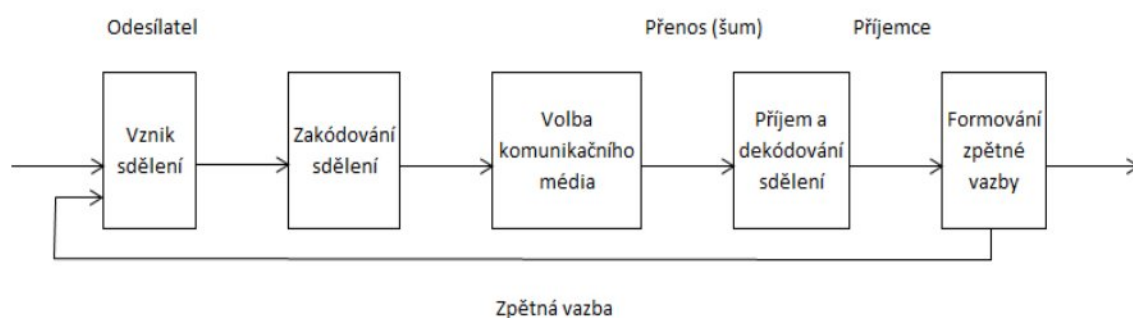 Odesílatel
Přenos (šum)
Příjemce
Vznik
sdělení
Zakódování
sdělení
Volba
komunikačního
média
Příjem a
dekódování
sdělení
Formování
zpětné
vazby
Zpětná vazba